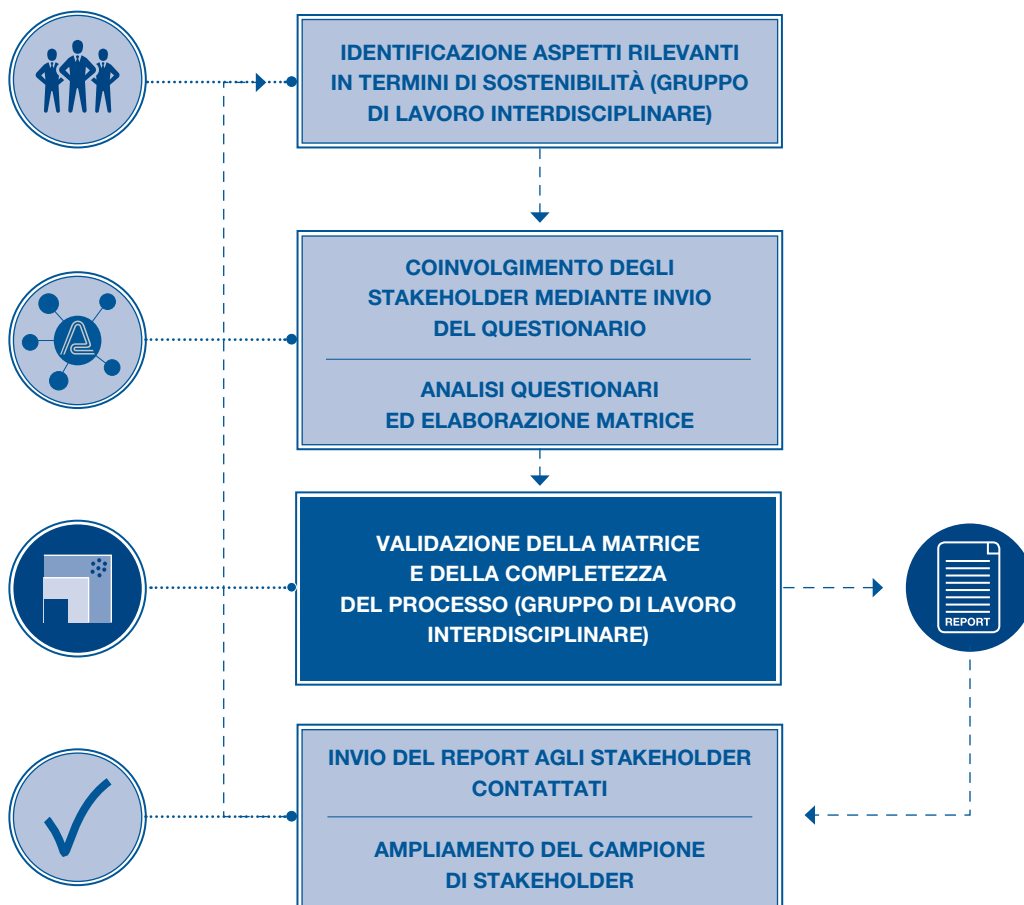 IDENTIFICAZIONE ASPETTI RILEVANTI
IN TERMINI DI SOSTENIBILITÀ (GRUPPO
DI LAVORO INTERDISCIPLINARE)
COINVOLGIMENTO DEGLI
STAKEHOLDER MEDIANTE INVIO
DEL QUESTIONARIO
ANALISI QUESTIONARI
ED ELABORAZIONE MATRICE
VALIDAZIONE DELLA MATRICE
E DELLA COMPLETEZZA
DEL PROCESSO (GRUPPO DI LAVORO
INTERDISCIPLINARE)
REPORT
INVIO DEL REPORT AGLI STAKEHOLDER
CONTATTATI
AMPLIAMENTO DEL CAMPIONE
DI STAKEHOLDER